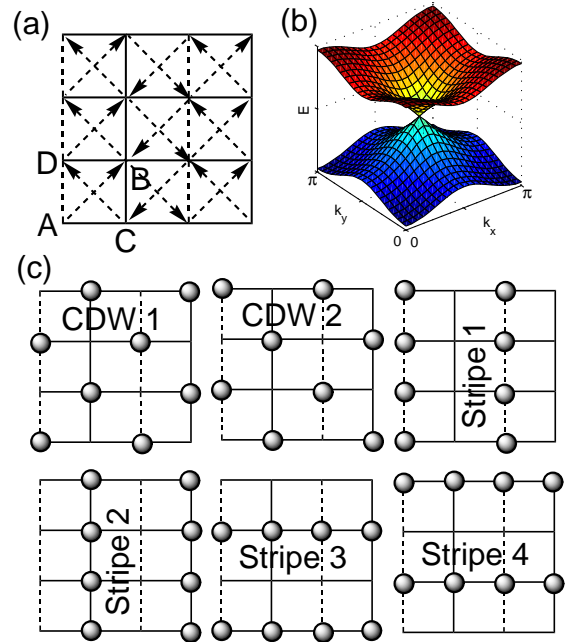 (a)
D
B
A
C
(b)
E
π
π
k_y
k_x
0 0
(c)
CDW 1
CDW 2
Stripe 1
Stripe 2
Stripe 3
Stripe 4